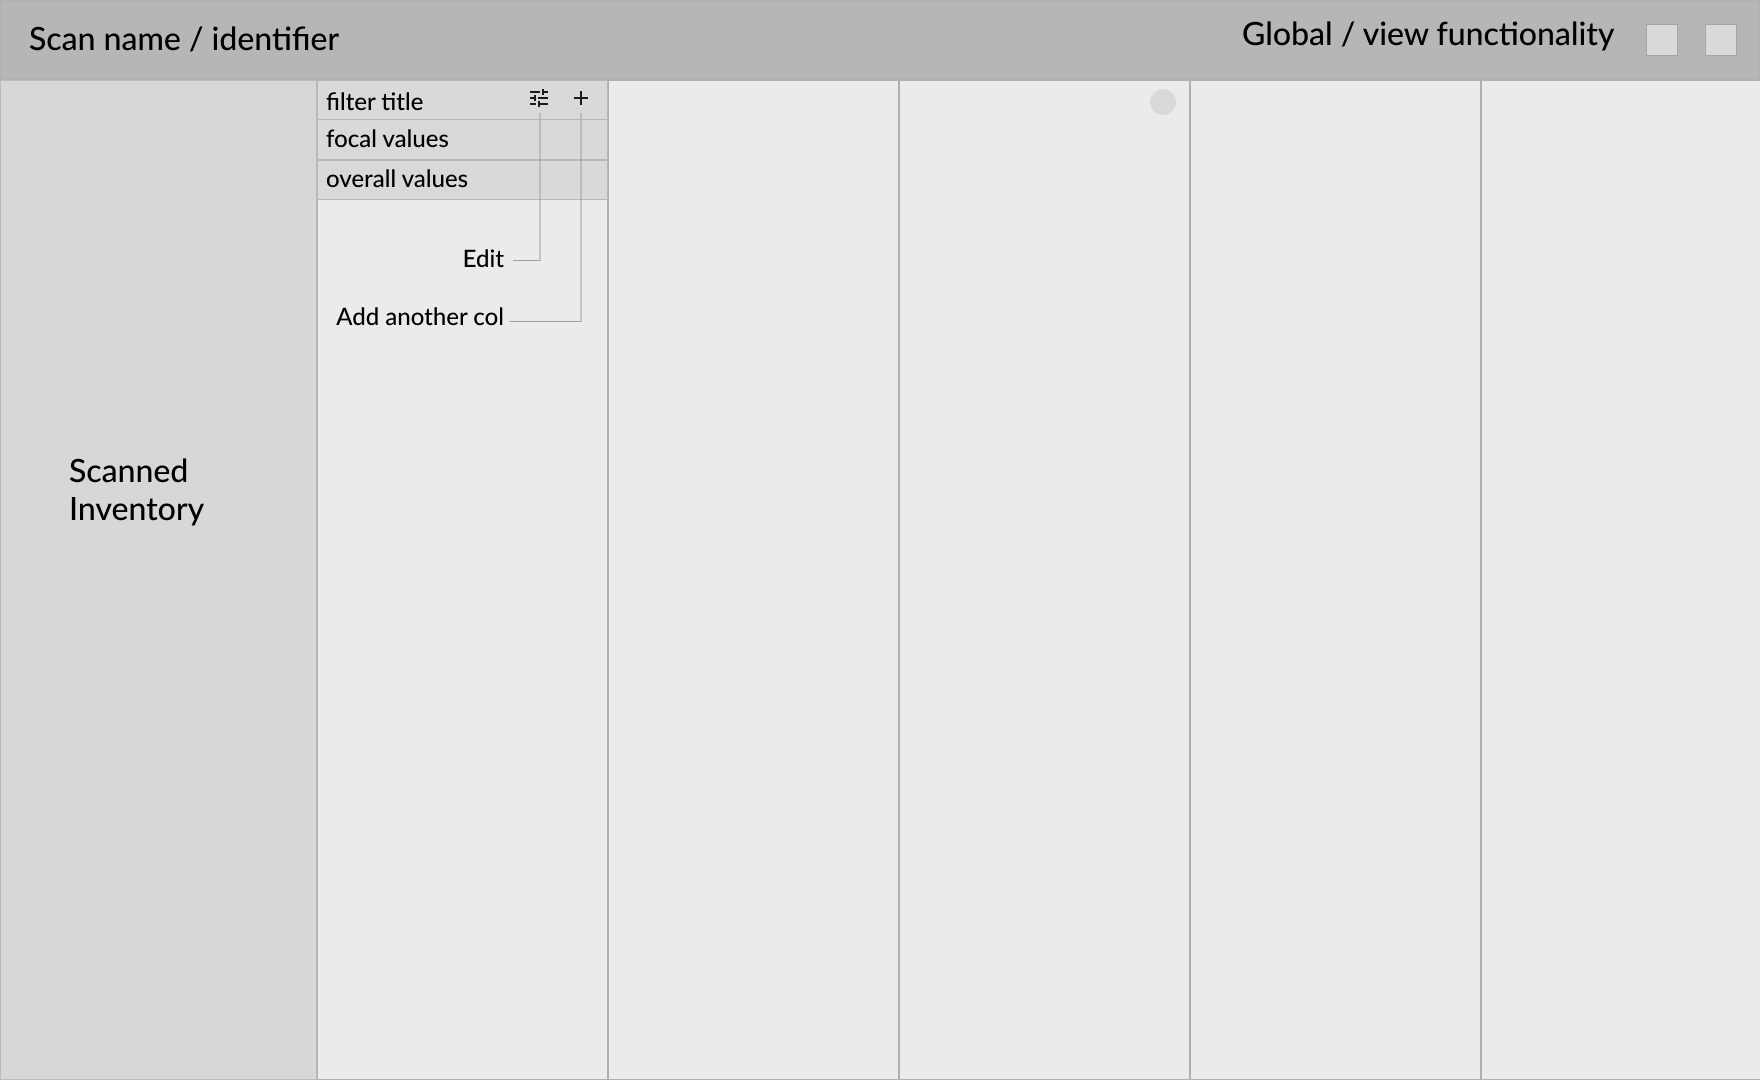 Scan name / identifier
Global / view functionality
filter title
focal values
overall values
Edit
Add another col
Scanned
Inventory